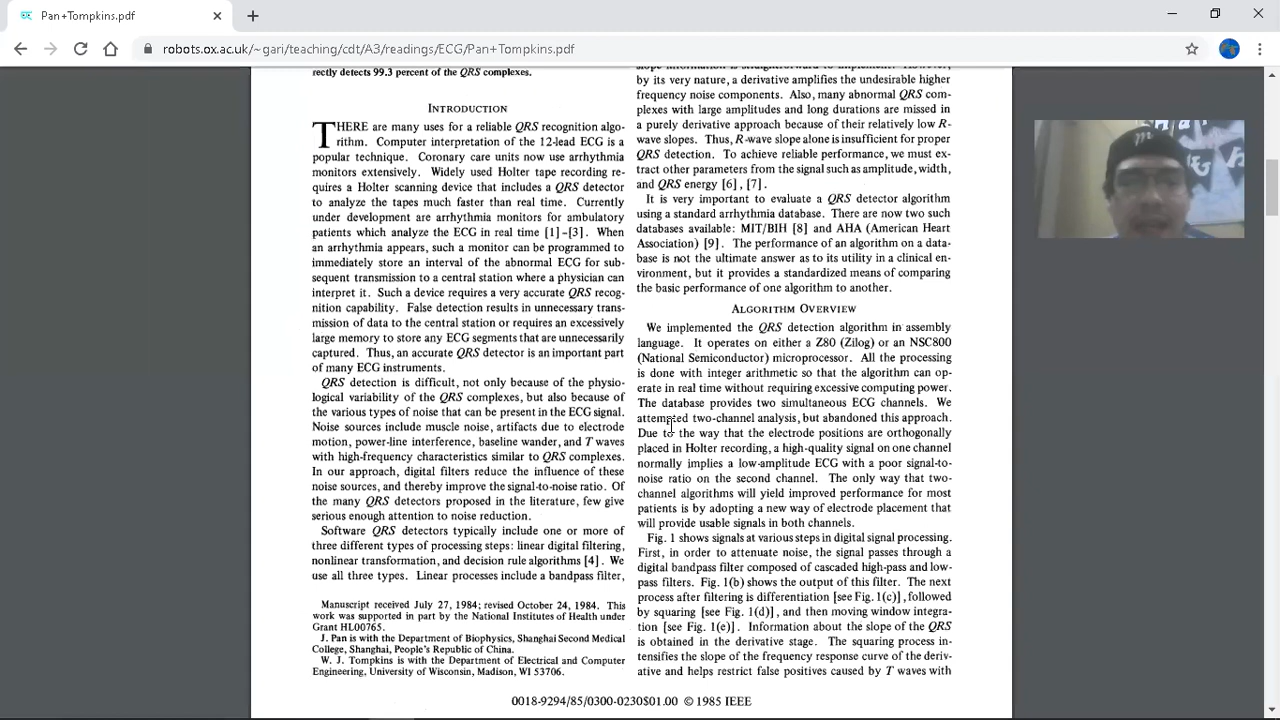 Pan+Tompkins.pdf
robots.ox.ac.uk/~gari/teaching/cdt/A3/readings/ECG/Pan+Tompkins.pdf
rectly detects 99.3 percent of the QRS complexes.
INTRODUCTION
THERE are many uses for a reliable QRS recognition algo-
rithm. Computer interpretation of the 12-lead ECG is a
popular technique. Coronary care units now use arrhythmia
monitors extensively. Widely used Holter tape recording re-
quires a Holter scanning device that includes a QRS detector
to analyze the tapes much faster than real time. Currently
under development are arrhythmia monitors for ambulatory
patients which analyze the ECG in real time [1]-[3]. When
an arrhythmia appears, such a monitor can be programmed to
immediately store an interval of the abnormal ECG for sub-
sequent transmission to a central station where a physician can
interpret it. Such a device requires a very accurate QRS recog-
nition capability. False detection results in unnecessary trans-
mission of data to the central station or requires an excessively
large memory to store any ECG segments that are unnecessarily
captured. Thus, an accurate QRS detector is an important part
of many ECG instruments.
QRS detection is difficult, not only because of the physio-
logical variability of the QRS complexes, but also because of
the various types of noise that can be present in the ECG signal.
Noise sources include muscle noise, artifacts due to electrode
motion, power-line interference, baseline wander, and T waves
with high-frequency characteristics similar to QRS complexes.
In our approach, digital filters reduce the influence of these
noise sources, and thereby improve the signal-to-noise ratio. Of
the many QRS detectors proposed in the literature, few give
serious enough attention to noise reduction.
Software QRS detectors typically include one or more of
three different types of processing steps: linear digital filtering,
nonlinear transformation, and decision rule algorithms [4]. We
use all three types. Linear processes include a bandpass filter,
Manuscript received July 27, 1984; revised October 24, 1984. This
work was supported in part by the National Institutes of Health under
Grant HL00765.
J. Pan is with the Department of Biophysics, Shanghai Second Medical
College, Shanghai, People's Republic of China.
W. J. Tompkins is with the Department of Electrical and Computer
Engineering, University of Wisconsin, Madison, WI 53706.
slope information is straightforward to implement. However,
by its very nature, a derivative amplifies the undesirable higher
frequency noise components. Also, many abnormal QRS com-
plexes with large amplitudes and long durations are missed in
a purely derivative approach because of their relatively low R-
wave slopes. Thus, R-wave slope alone is insufficient for proper
QRS detection. To achieve reliable performance, we must ex-
tract other parameters from the signal such as amplitude, width,
and QRS energy [6], [7].
It is very important to evaluate a QRS detector algorithm
using a standard arrhythmia database. There are now two such
databases available: MIT/BIH [8] and AHA (American Heart
Association) [9]. The performance of an algorithm on a data-
base is not the ultimate answer as to its utility in a clinical en-
vironment, but it provides a standardized means of comparing
the basic performance of one algorithm to another.
ALGORITHM OVERVIEW
We implemented the QRS detection algorithm in assembly
language. It operates on either a Z80 (Zilog) or an NSC800
(National Semiconductor) microprocessor. All the processing
is done with integer arithmetic so that the algorithm can op-
erate in real time without requiring excessive computing power.
The database provides two simultaneous ECG channels. We
attempted two-channel analysis, but abandoned this approach.
Due to the way that the electrode positions are orthogonally
placed in Holter recording, a high-quality signal on one channel
normally implies a low-amplitude ECG with a poor signal-to-
noise ratio on the second channel. The only way that two-
channel algorithms will yield improved performance for most
patients is by adopting a new way of electrode placement that
will provide usable signals in both channels.
Fig. 1 shows signals at various steps in digital signal processing.
First, in order to attenuate noise, the signal passes through a
digital bandpass filter composed of cascaded high-pass and low-
pass filters. Fig. 1(b) shows the output of this filter. The next
process after filtering is differentiation [see Fig. 1(c)], followed
by squaring [see Fig. 1(d)], and then moving window integra-
tion [see Fig. 1(e)]. Information about the slope of the QRS
is obtained in the derivative stage. The squaring process in-
tensifies the slope of the frequency response curve of the deriv-
ative and helps restrict false positives caused by T waves with
0018-9294/85/0300-0230$01.00 © 1985 IEEE